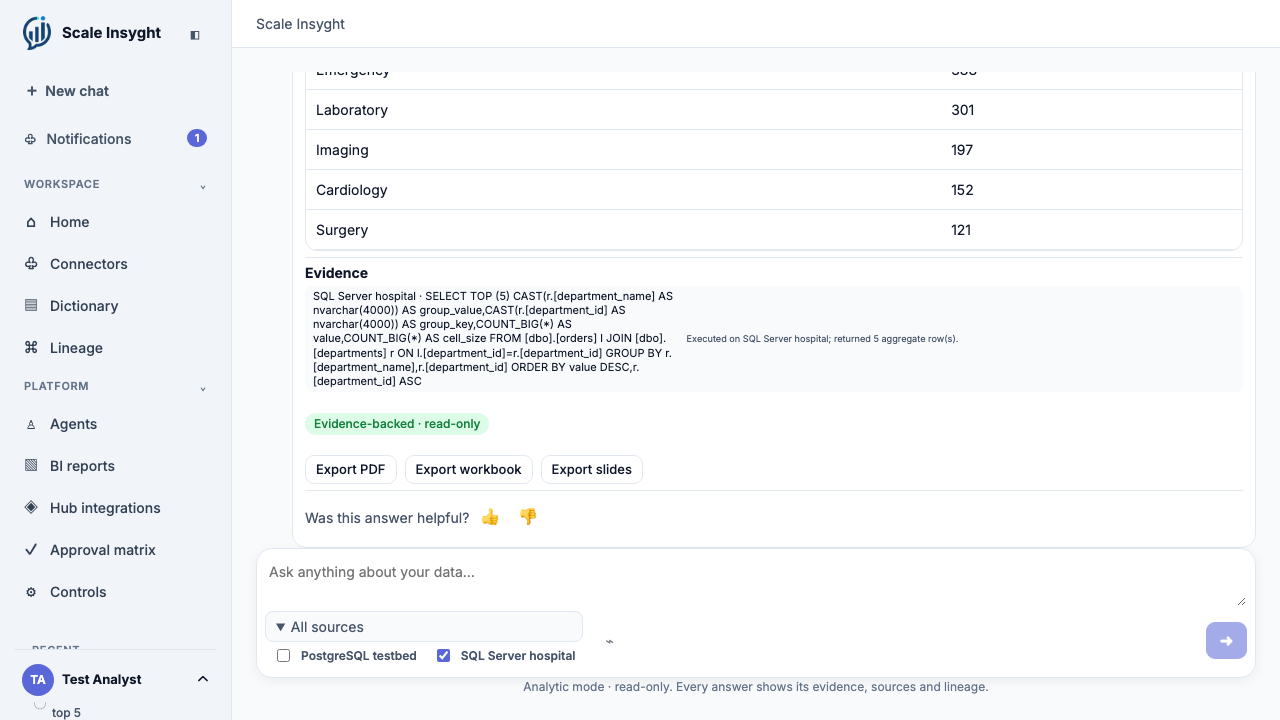 Scale Insyght
+ New chat
Notifications 1
WORKSPACE
Home
Connectors
Dictionary
Lineage
PLATFORM
Agents
BI reports
Hub integrations
Approval matrix
Controls
RECENT
TA Test Analyst
top 5
Scale Insyght
Emergency
Laboratory 301
Imaging 197
Cardiology 152
Surgery 121
Evidence
SQL Server hospital · SELECT TOP (5) CAST(r.[department_name] AS
nvarchar(4000)) AS group_value,CAST(r.[department_id] AS
nvarchar(4000)) AS group_key,COUNT_BIG(*) AS
value,COUNT_BIG(*) AS cell_size FROM [dbo].[orders] l JOIN [dbo].
[departments] r ON l.[department_id]=r.[department_id] GROUP BY r.
[department_name],r.[department_id] ORDER BY value DESC,r.
[department_id] ASC
Executed on SQL Server hospital; returned 5 aggregate row(s).
Evidence-backed · read-only
Export PDF Export workbook Export slides
Was this answer helpful? 👍 👎
Ask anything about your data...
▼ All sources
PostgreSQL testbed SQL Server hospital
Analytic mode · read-only. Every answer shows its evidence, sources and lineage.